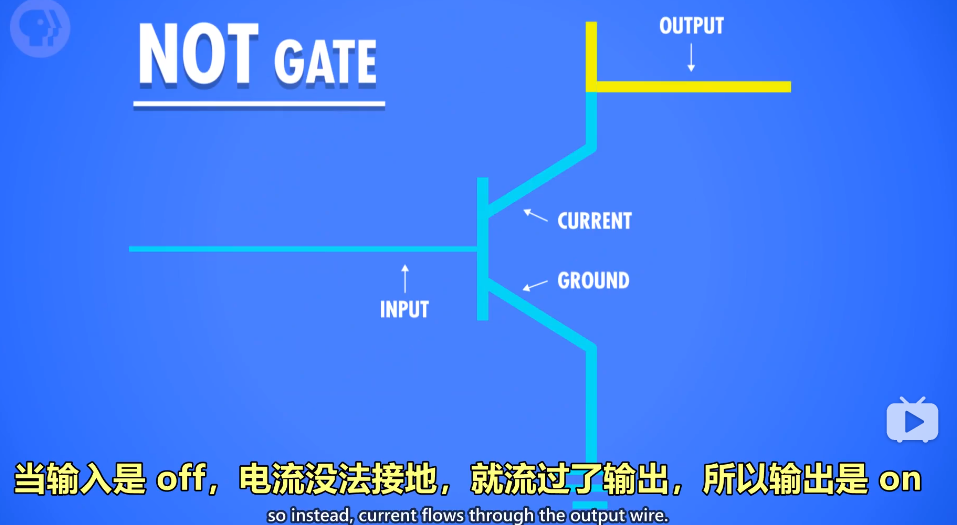 NOT GATE
OUTPUT
CURRENT
GROUND
INPUT
当输入是 off，电流没法接地，就流过了输出，所以输出是 on
so instead, current flows through the output wire.